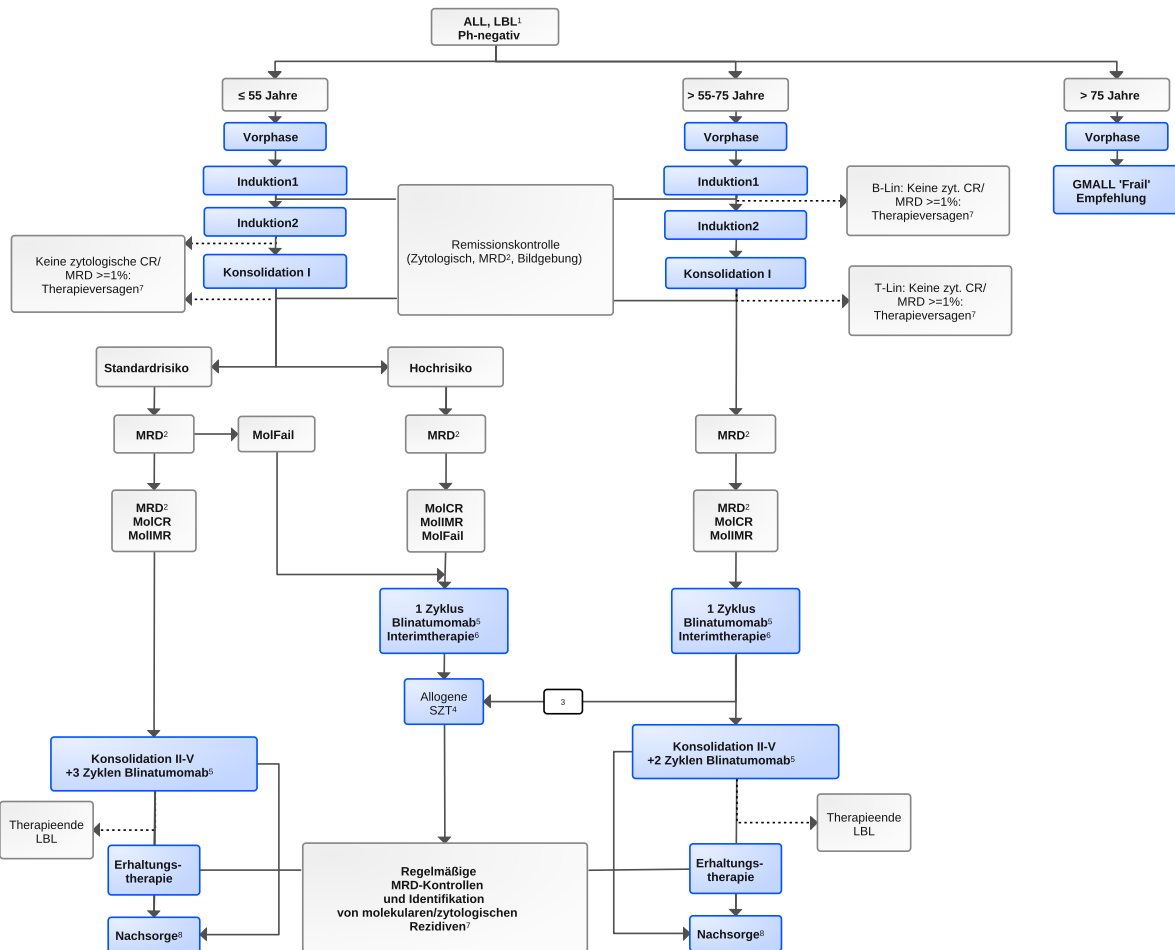 ALL, LBL¹
Ph-negativ
≤ 55 Jahre
> 55-75 Jahre
> 75 Jahre
Vorphase
Vorphase
Vorphase
Induktion1
Induktion1
GMALL 'Frail'
Empfehlung
B-Lin: Keine zyt. CR/
MRD >=1%:
Therapieversagen⁷
Induktion2
Induktion2
Remissionskontrolle
(Zytologisch, MRD², Bildgebung)
Keine zytologische CR/
MRD >=1%:
Therapieversagen⁷
Konsolidation I
Konsolidation I
T-Lin: Keine zyt. CR/
MRD >=1%:
Therapieversagen⁷
Standardrisiko
Hochrisiko
MRD²
MolFail
MRD²
MRD²
MRD²
MolCR
MolIMR
MolCR
MolIMR
MolFail
MRD²
MolCR
MolIMR
1 Zyklus
Blinatumomab⁵
Interimtherapie⁶
1 Zyklus
Blinatumomab⁵
Interimtherapie⁶
Allogene
SZT⁴
3
Konsolidation II-V
+3 Zyklen Blinatumomab⁵
Konsolidation II-V
+2 Zyklen Blinatumomab⁵
Therapieende
LBL
Therapieende
LBL
Erhaltungs-
therapie
Regelmäßige
MRD-Kontrollen
und Identifikation
von molekularen/zytologischen
Rezidiven⁷
Erhaltungs-
therapie
Nachsorge⁸
Nachsorge⁸